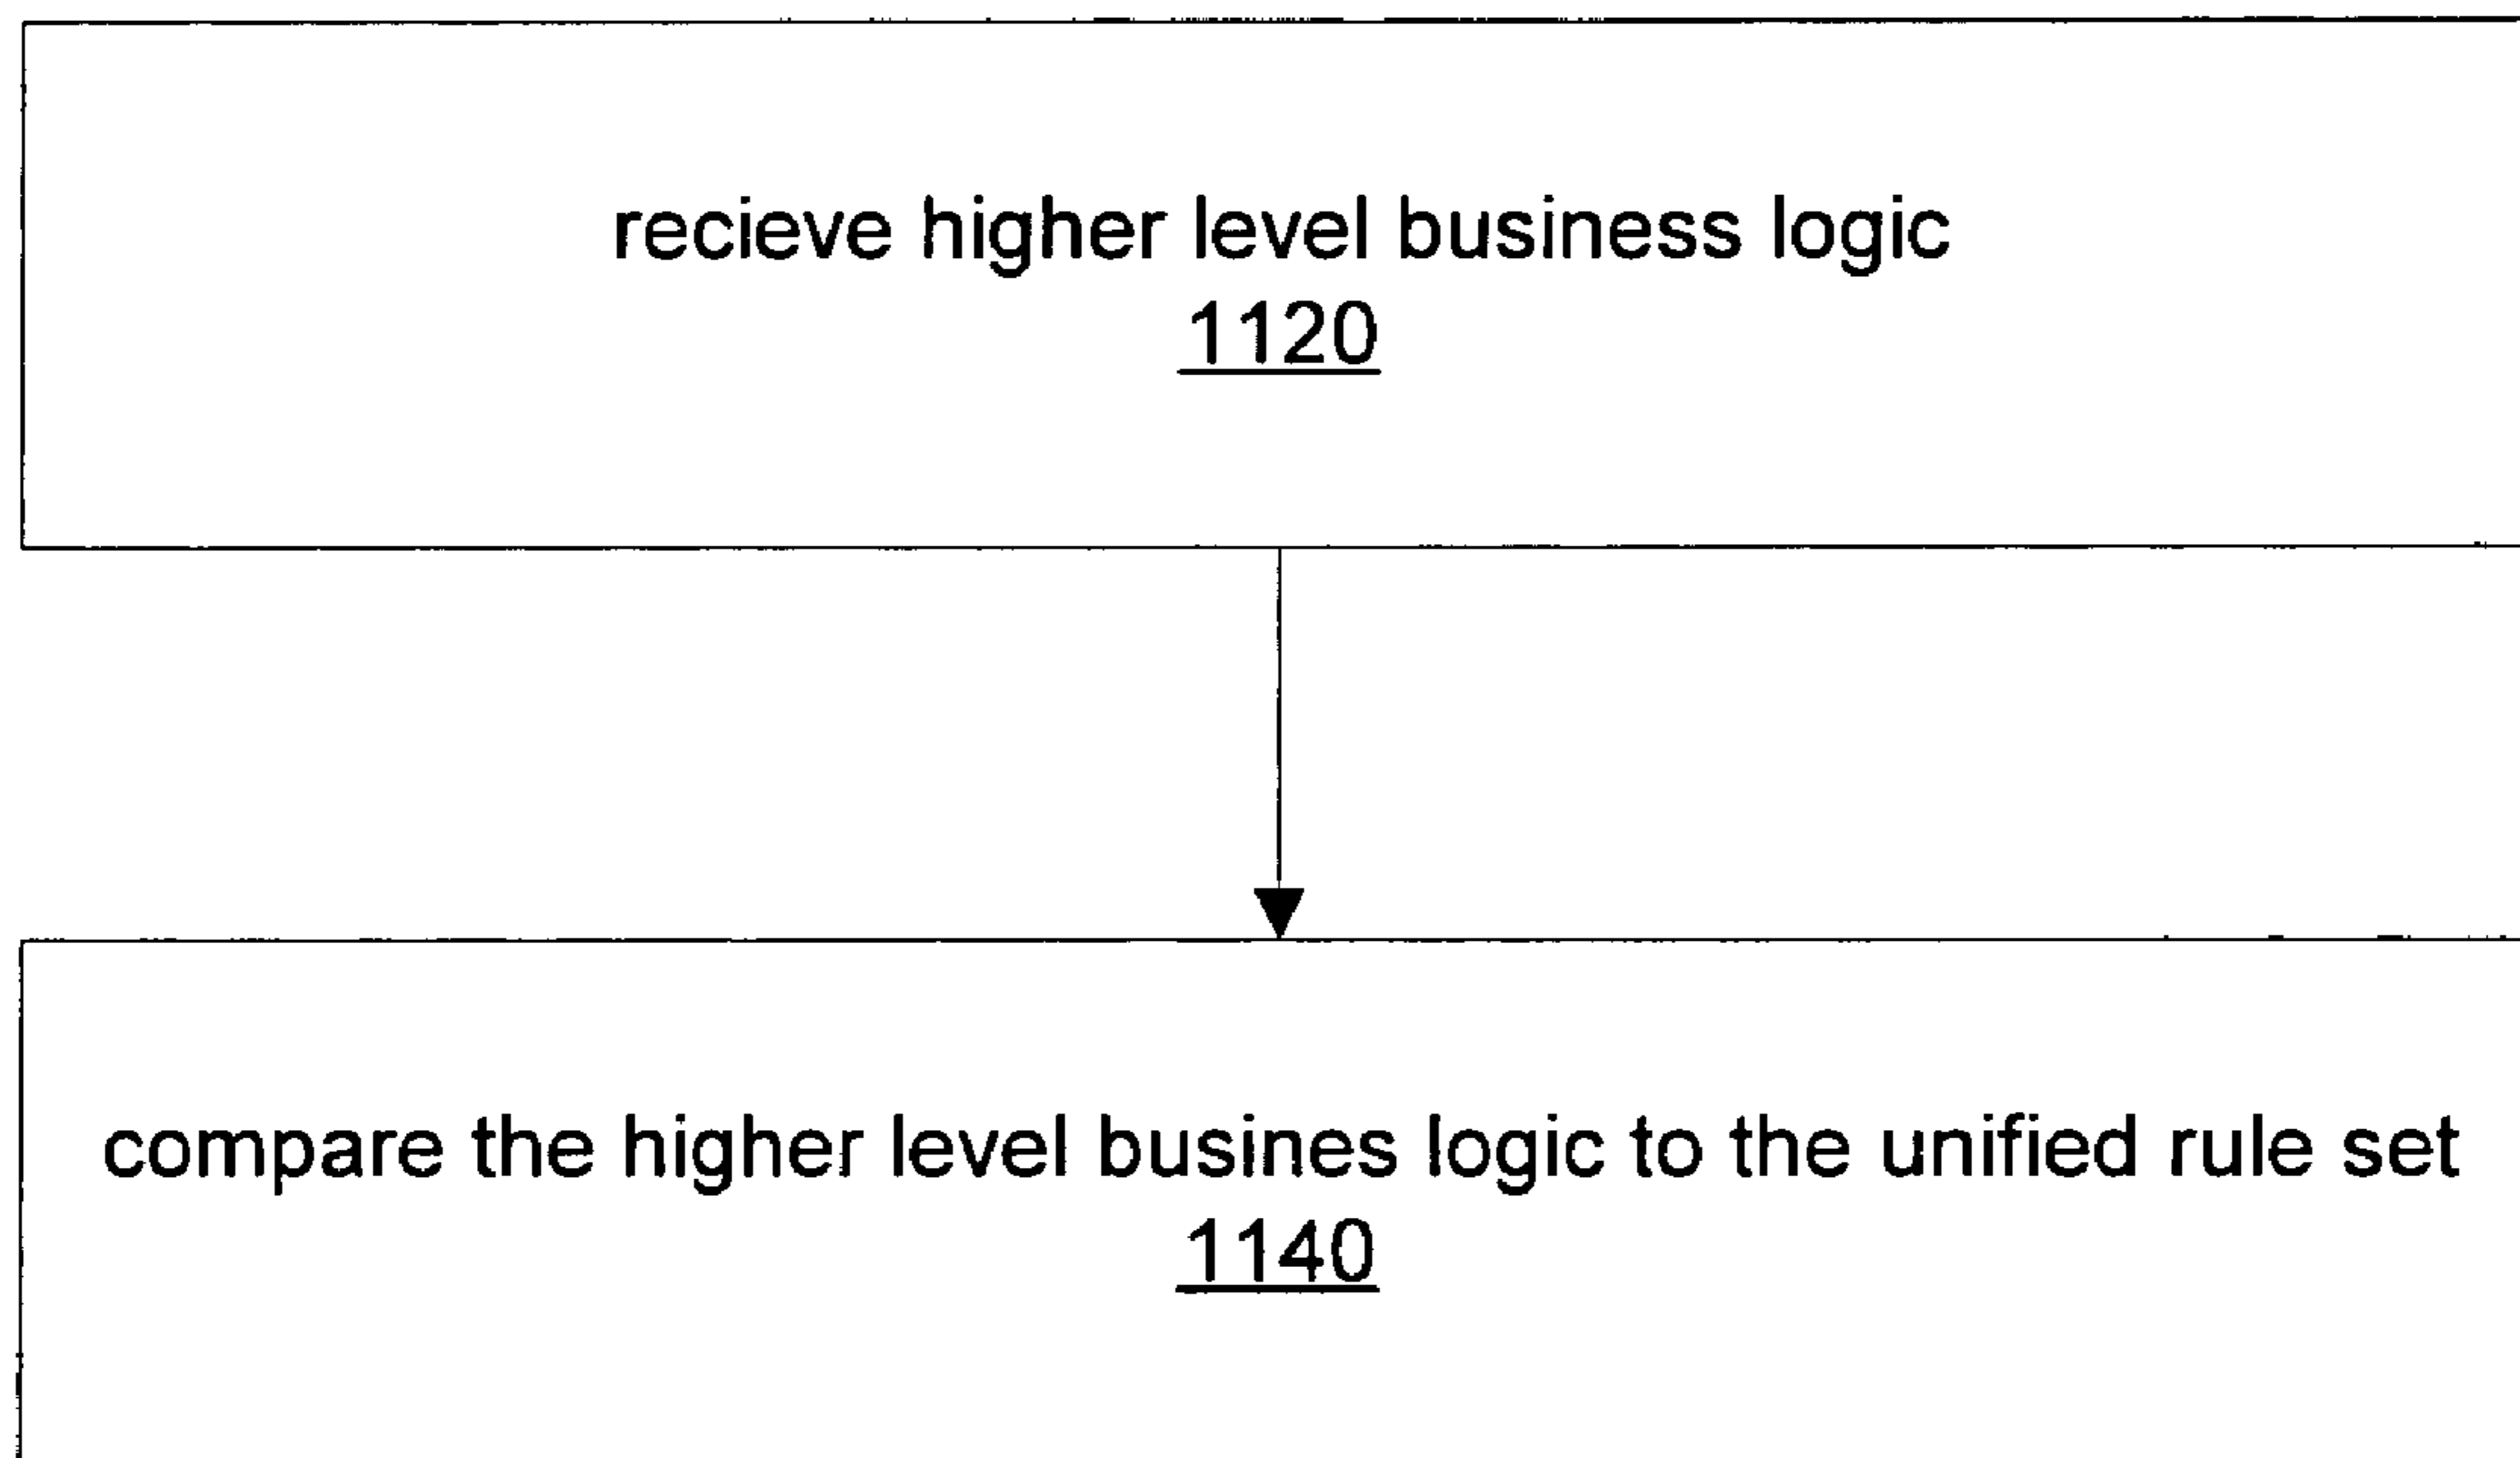 recieve higher level business logic
1120
compare the higher level busines logic to the unified rule set
1140